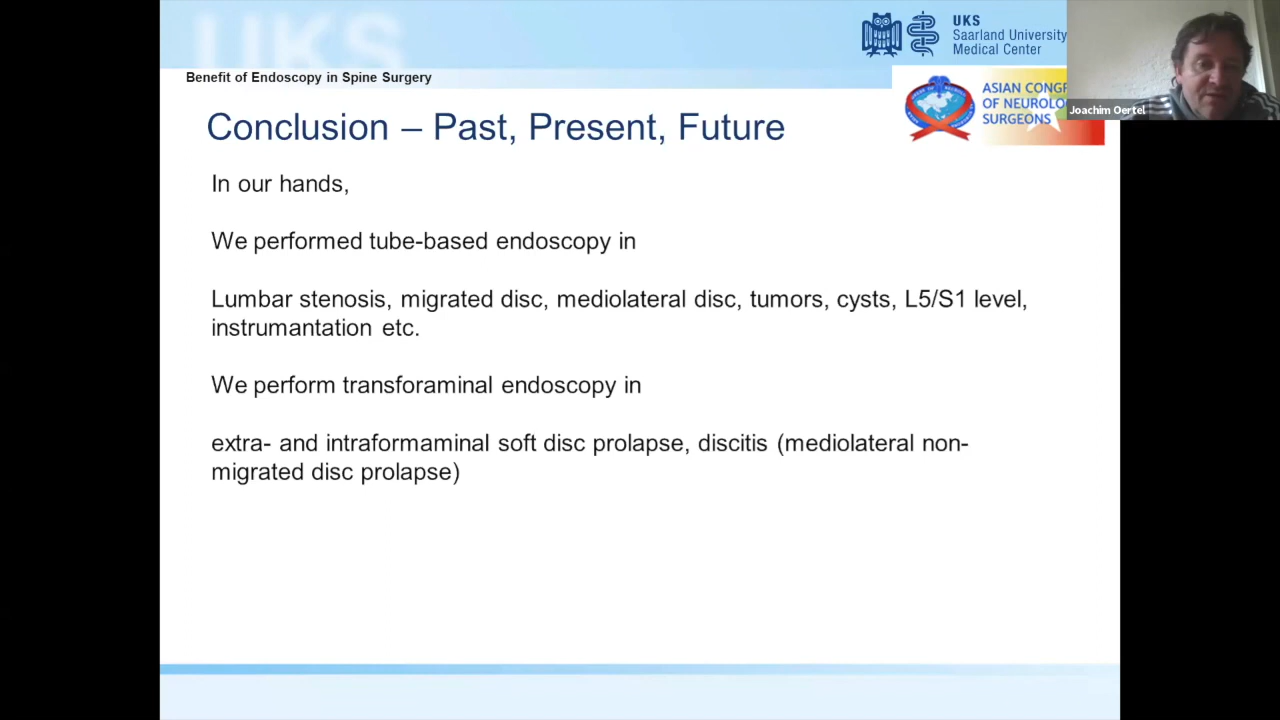 UKS
UKS
Saarland University
Medical Center
Benefit of Endoscopy in Spine Surgery
ASIAN CONG
OF NEUROLO
SURGEONS
Joachim Oertel
Conclusion – Past, Present, Future
In our hands,
We performed tube-based endoscopy in
Lumbar stenosis, migrated disc, mediolateral disc, tumors, cysts, L5/S1 level,
instrumantation etc.
We perform transforaminal endoscopy in
extra- and intraformaminal soft disc prolapse, discitis (mediolateral non-
migrated disc prolapse)